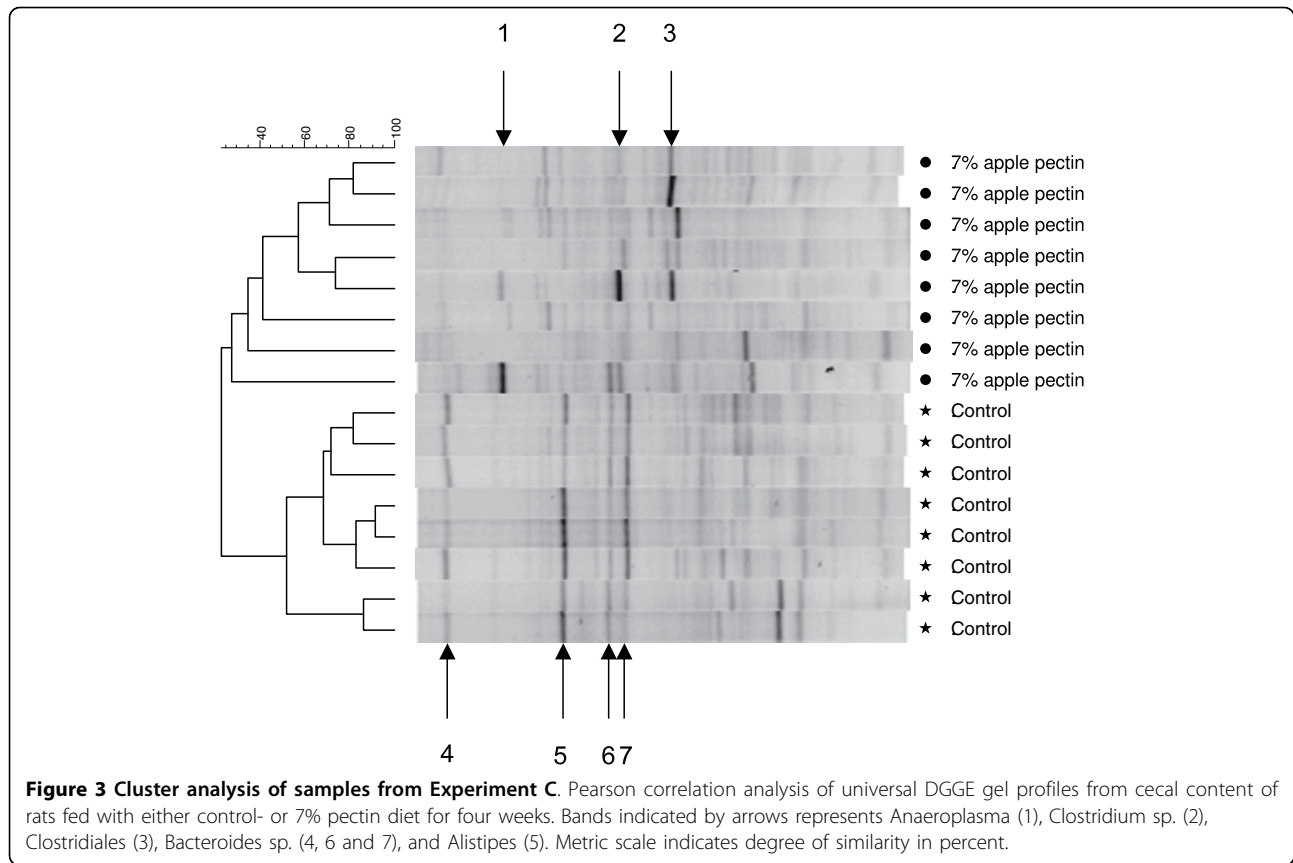 1 2 3
40 60 80 100
● 7% apple pectin
● 7% apple pectin
● 7% apple pectin
● 7% apple pectin
● 7% apple pectin
● 7% apple pectin
● 7% apple pectin
● 7% apple pectin
★ Control
★ Control
★ Control
★ Control
★ Control
★ Control
★ Control
★ Control
4 5 6 7
Figure 3 Cluster analysis of samples from Experiment C. Pearson correlation analysis of universal DGGE gel profiles from cecal content of
rats fed with either control- or 7% pectin diet for four weeks. Bands indicated by arrows represents Anaeroplasma (1), Clostridium sp. (2),
Clostridiales (3), Bacteroides sp. (4, 6 and 7), and Alistipes (5). Metric scale indicates degree of similarity in percent.